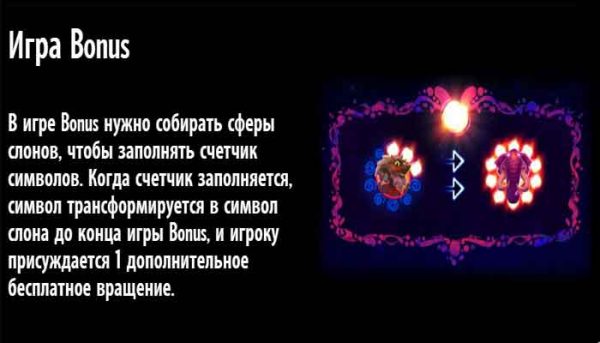 Игра Bonus
В игре Bonus нужно собирать сферы
слонов, чтобы заполнять счетчик
символов. Когда счетчик заполняется,
символ трансформируется в символ
слона до конца игры Bonus, и игроку
присуждается 1 дополнительное
бесплатное вращение.